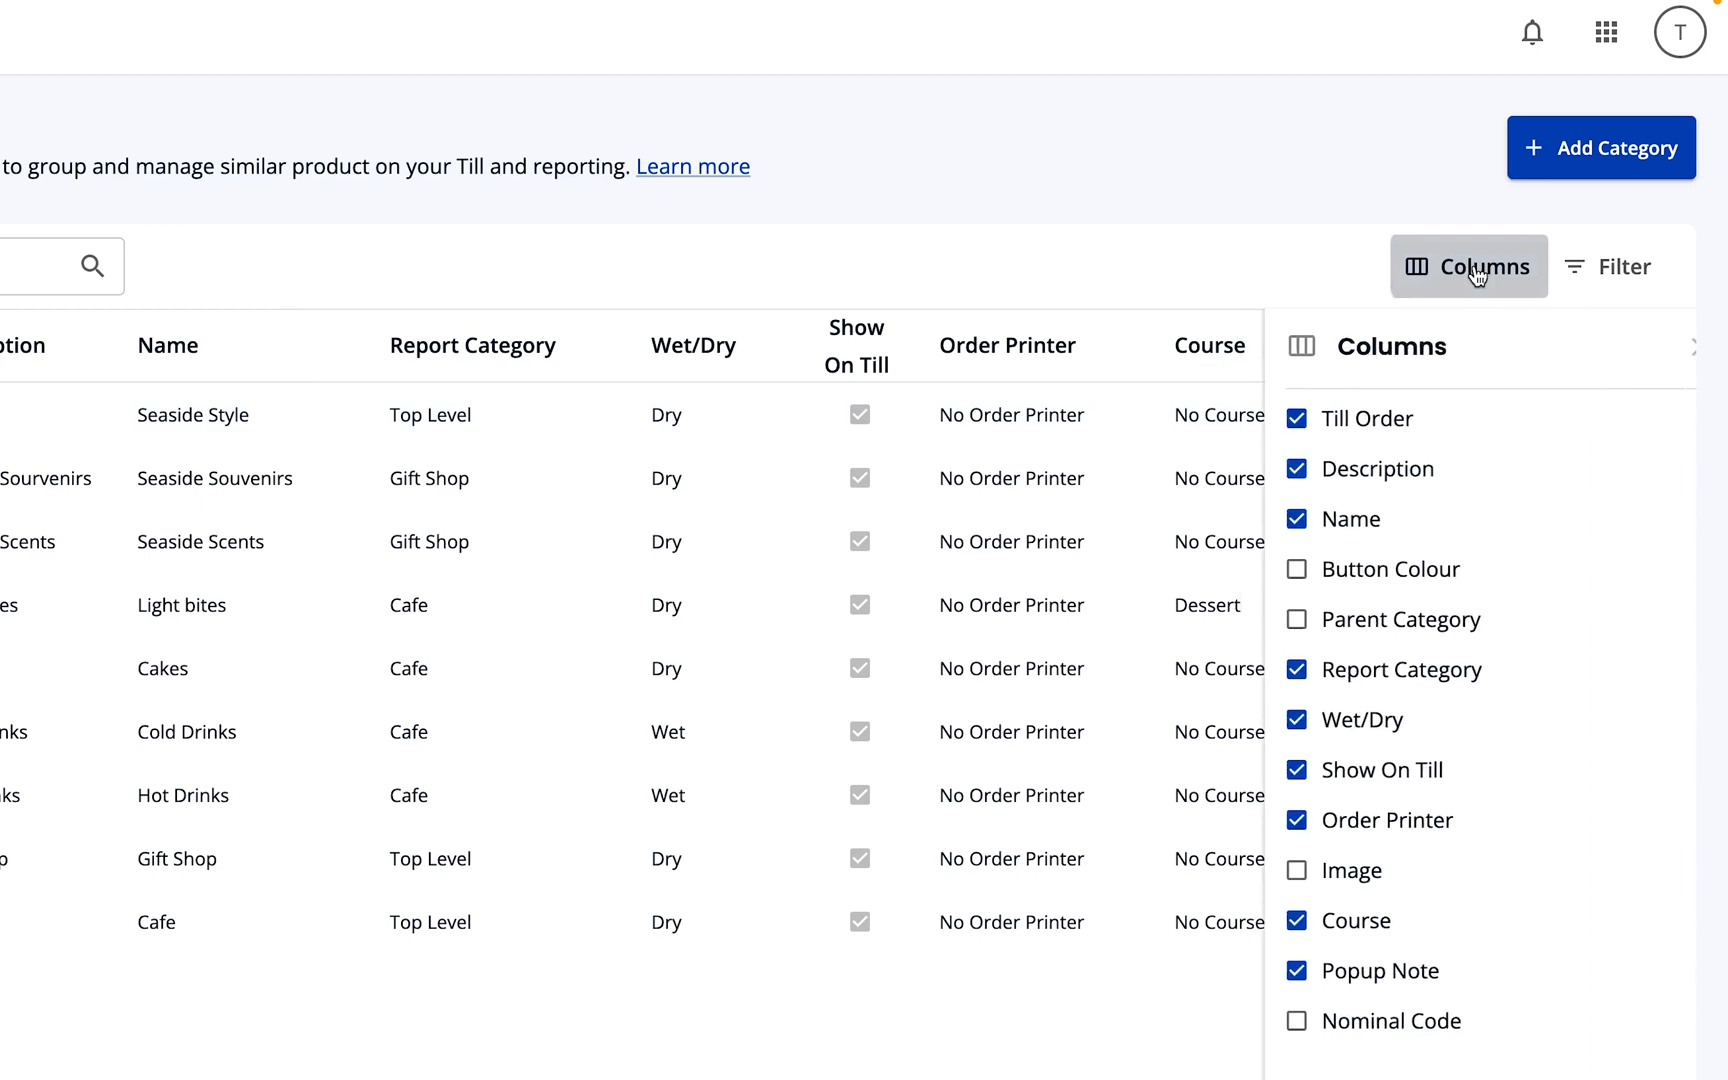 T
+ Add Category
to group and manage similar product on your Till and reporting. Learn more
Columns
Filter
ption Name Report Category Wet/Dry Show On Till Order Printer Course
Seaside Style Top Level Dry No Order Printer No Course
Sourvenirs Seaside Souvenirs Gift Shop Dry No Order Printer No Course
Scents Seaside Scents Gift Shop Dry No Order Printer No Course
es Light bites Cafe Dry No Order Printer Dessert
Cakes Cafe Dry No Order Printer No Course
nks Cold Drinks Cafe Wet No Order Printer No Course
ks Hot Drinks Cafe Wet No Order Printer No Course
p Gift Shop Top Level Dry No Order Printer No Course
Cafe Top Level Dry No Order Printer No Course
Columns
Till Order
Description
Name
Button Colour
Parent Category
Report Category
Wet/Dry
Show On Till
Order Printer
Image
Course
Popup Note
Nominal Code